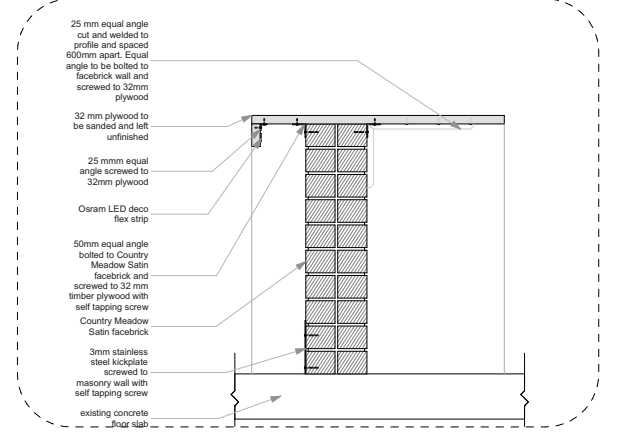 25 mm equal angle
cut and welded to
profile and spaced
600mm apart. Equal
angle to be bolted to
facebrick wall and
screwed to 32mm
plywood
32 mm plywood to
be sanded and left
unfinished
25 mmm equal
angle screwed to
32mm plywood
Osram LED deco
flex strip
50mm equal angle
bolted to Country
Meadow Satin
facebrick and
screwed to 32 mm
timber plywood with
self tapping screw
Country Meadow
Satin facebrick
3mm stainless
steel kickplate
screwed to
masonry wall with
self tapping screw
existing concrete
floor slab